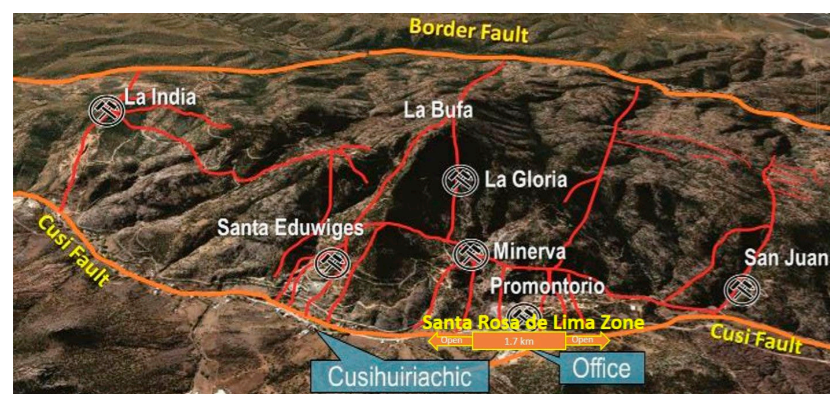 Border Fault
La India
La Bufa
La Gloria
Santa Eduwiges
Cusi Fault
Minerva
San Juan
Promontorio
Santa Rosa de Lima Zone
Cusi Fault
Open
1.7 km
Open
Cusihuiriachic
Office